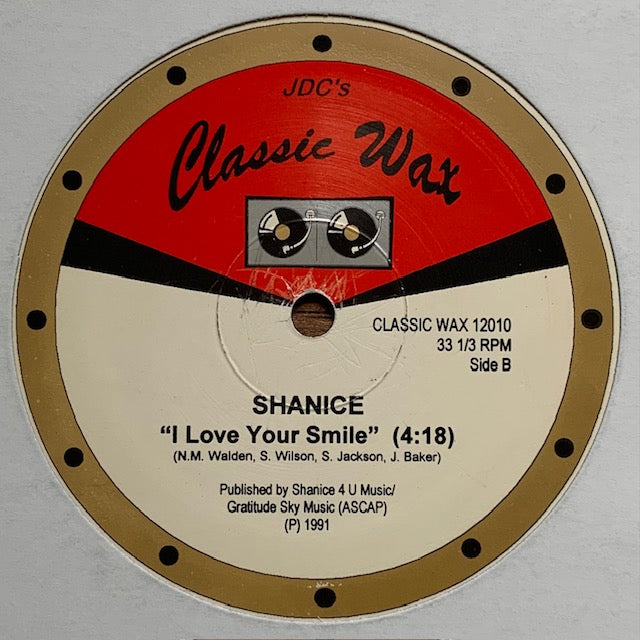 JDC's
Classic Wax
CLASSIC WAX 12010
33 1/3 RPM
Side B
SHANICE
“I Love Your Smile” (4:18)
(N.M. Walden, S. Wilson, S. Jackson, J. Baker)
Published by Shanice 4 U Music/
Gratitude Sky Music (ASCAP)
(P) 1991